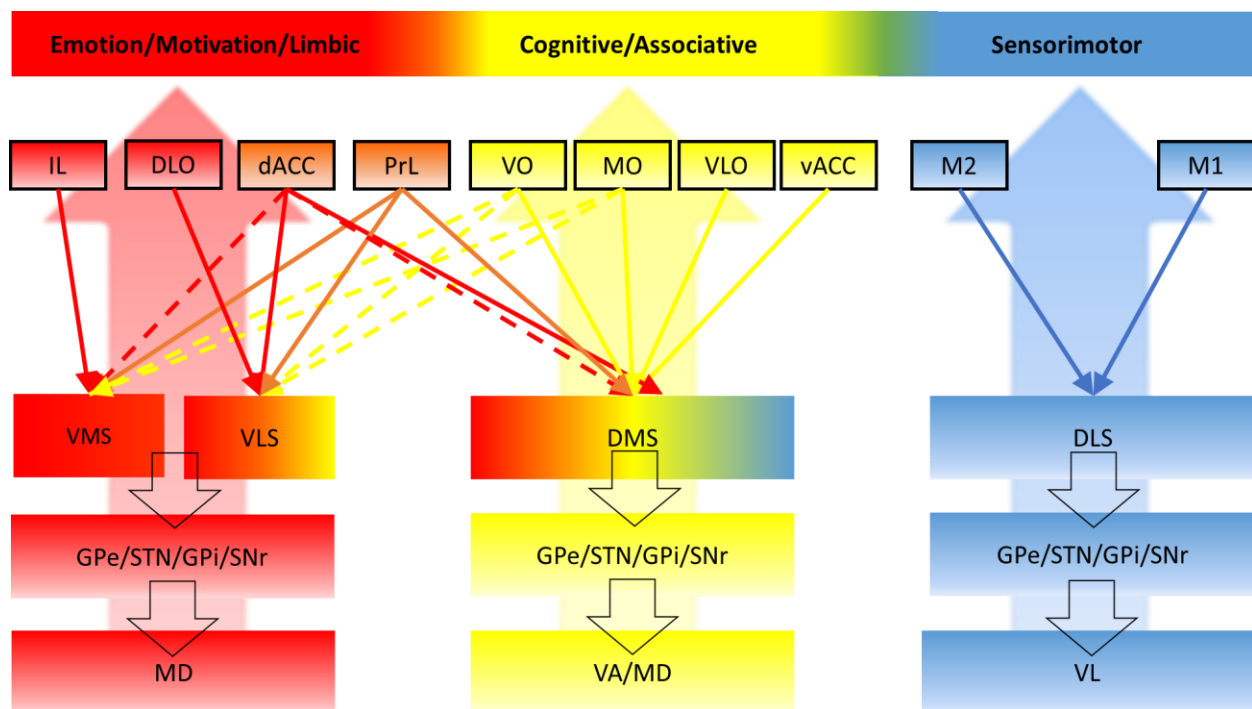 Emotion/Motivation/Limbic Cognitive/Associative Sensorimotor
IL DLO dACC PrL VO MO VLO vACC M2 M1
VMS VLS DMS DLS
GPe/STN/GPi/SNr GPe/STN/GPi/SNr GPe/STN/GPi/SNr
MD VA/MD VL